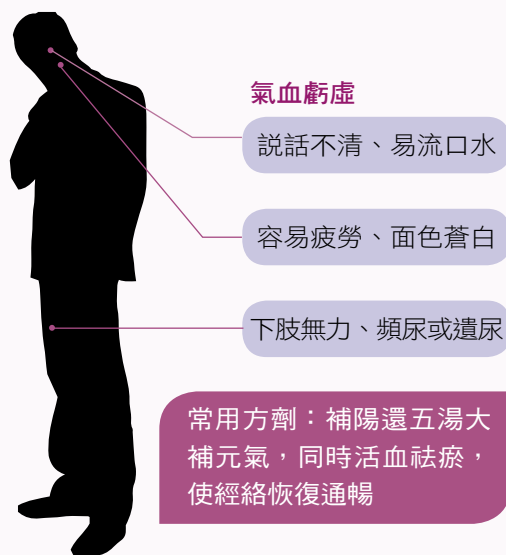 氣血虧虛
説話不清、易流口水
容易疲勞、面色蒼白
下肢無力、頻尿或遺尿
常用方劑：補陽還五湯大
補元氣，同時活血祛瘀，
使經絡恢復通暢